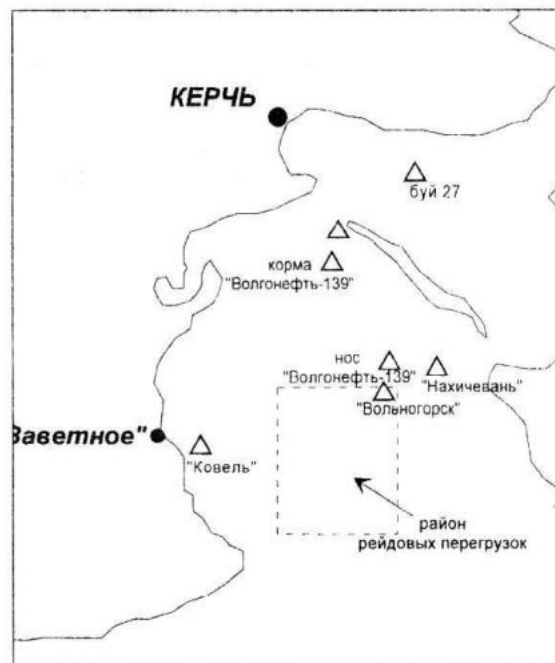 КЕРЧЬ
буй 27
корма
"Волгонефть-139"
нос
"Волгонефть-139"
"Нахичевань"
"Вольногорск"
Заветное"
"Ковель"
район
рейдовых перегрузок